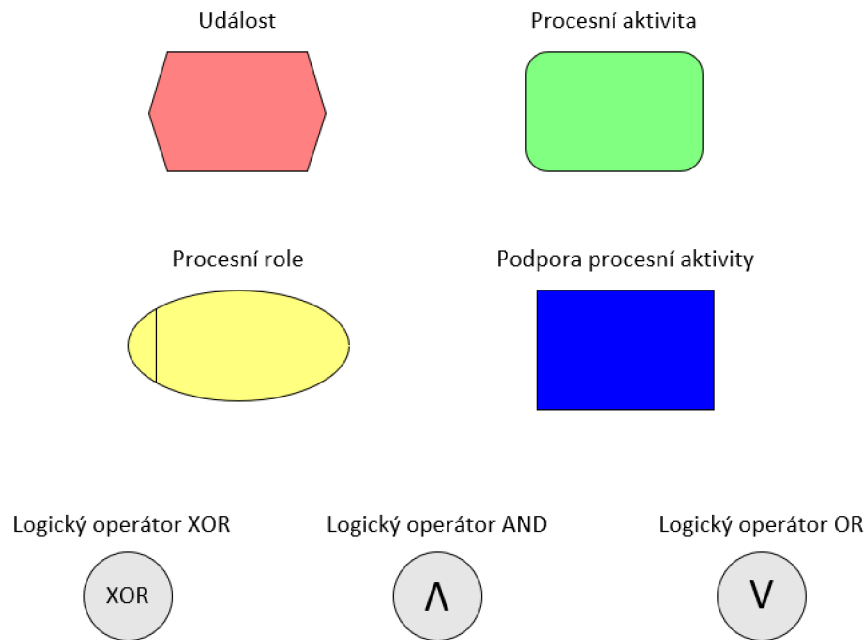 Událost
Procesní aktivita
Procesní role
Podpora procesní aktivity
Logický operátor XOR
Logický operátor AND
Logický operátor OR
XOR
Λ
V